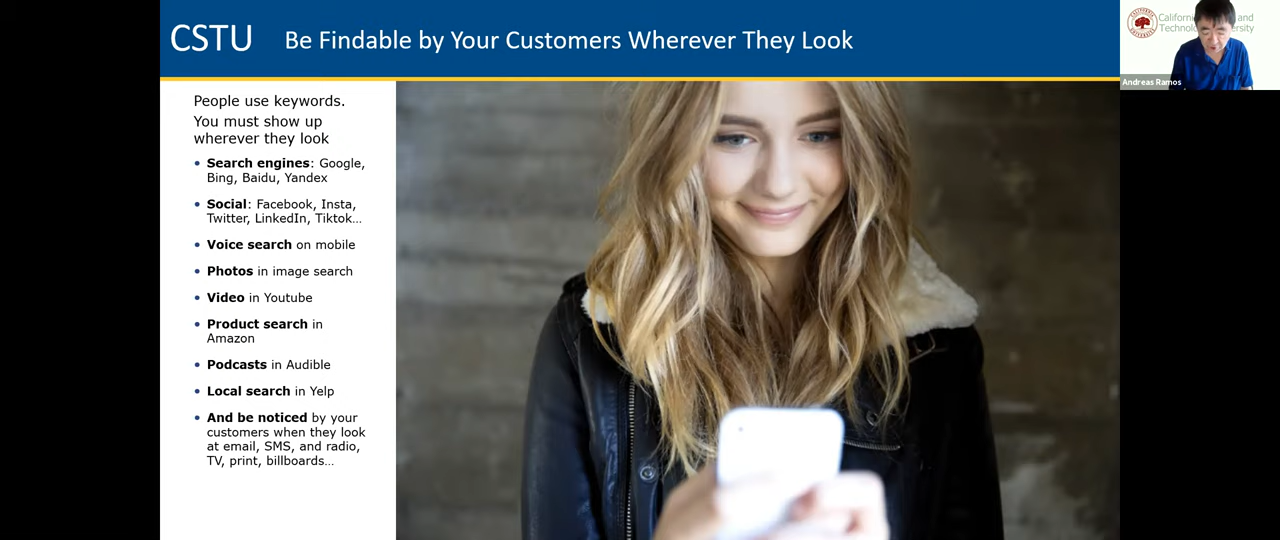 CSTU Be Findable by Your Customers Wherever They Look
People use keywords.
You must show up
wherever they look
• Search engines: Google,
Bing, Baidu, Yandex
• Social: Facebook, Insta,
Twitter, LinkedIn, Tiktok…
• Voice search on mobile
• Photos in image search
• Video in Youtube
• Product search in
Amazon
• Podcasts in Audible
• Local search in Yelp
• And be noticed by your
customers when they look
at email, SMS, and radio,
TV, print, billboards…
Andreas Ramos